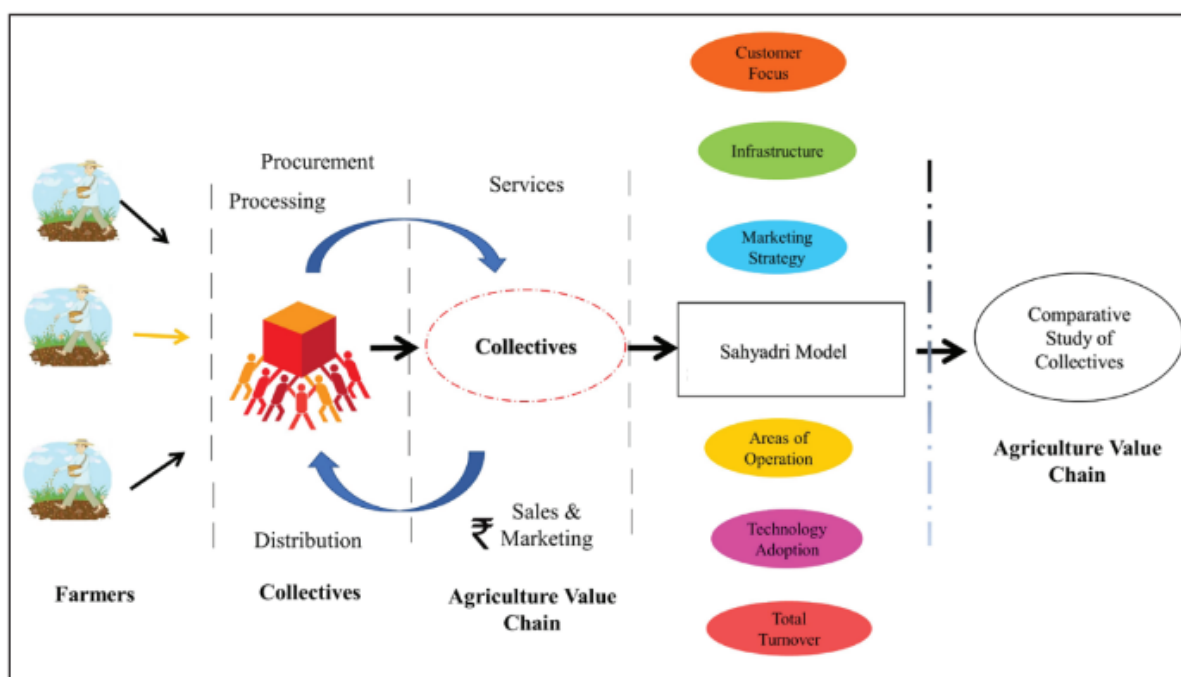 Customer
Focus
Infrastructure
Procurement
Processing
Services
Marketing
Strategy
Collectives
Sahyadri Model
Comparative
Study of
Collectives
Areas of
Operation
Agriculture Value
Chain
Distribution
₹ Sales &
Marketing
Technology
Adoption
Farmers
Collectives
Agriculture Value
Chain
Total
Turnover